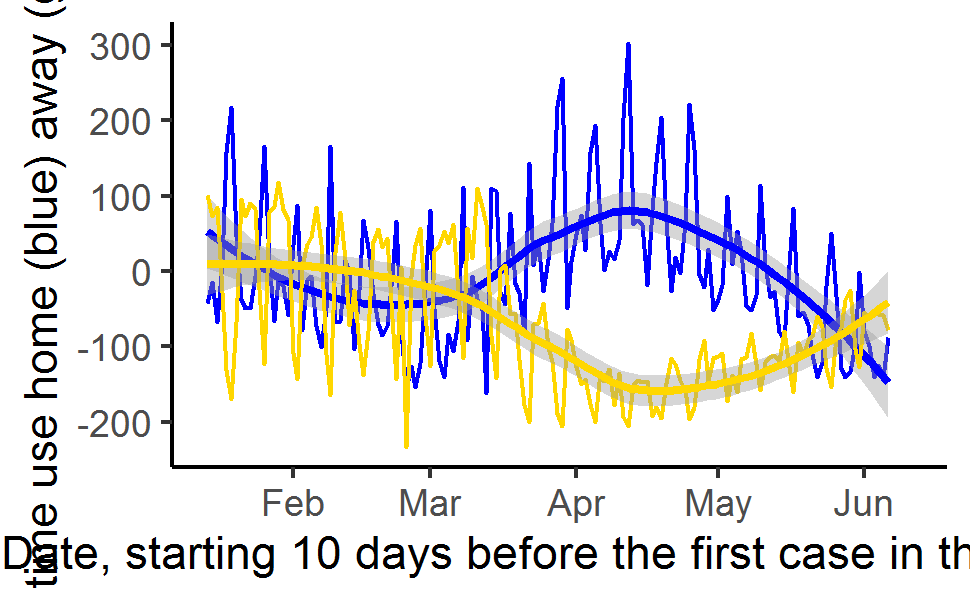 time use home (blue) away (
300
200
100
0
-100
-200
Feb Mar Apr May Jun
Date, starting 10 days before the first case in th